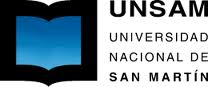 UNSAM
UNIVERSIDAD
NACIONAL DE
SAN MARTÍN